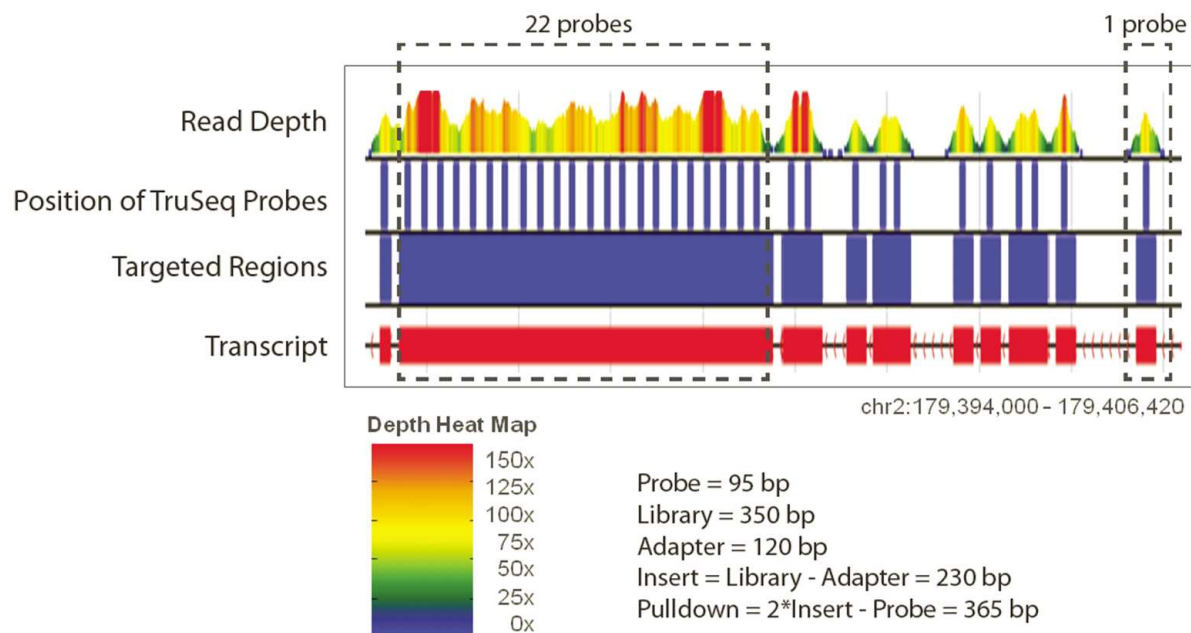 22 probes
1 probe
Read Depth
Position of TruSeq Probes
Targeted Regions
Transcript
chr2:179,394,000 - 179,406,420
Depth Heat Map
150x
125x
100x
75x
50x
25x
0x
Probe = 95 bp
Library = 350 bp
Adapter = 120 bp
Insert = Library - Adapter = 230 bp
Pulldown = 2*Insert - Probe = 365 bp